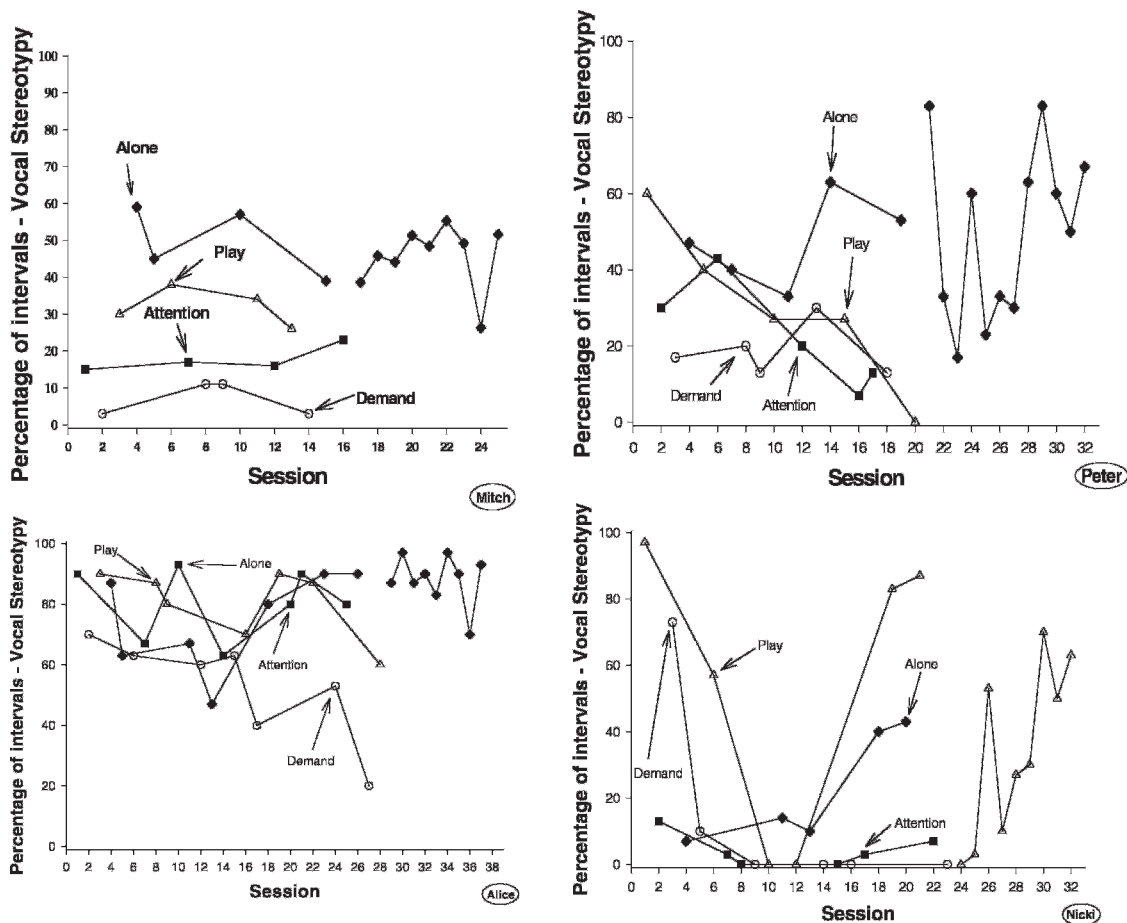 Percentage of intervals - Vocal Stereotypy
100
90
80
70
60
50
40
30
20
10
0
Alone
Play
Attention
Demand
0 2 4 6 8 10 12 14 16 18 20 22 24
Session
Mitch
Percentage of intervals - Vocal Stereotypy
100
80
60
40
20
0
Alone
Play
Demand
Attention
0 2 4 6 8 10 12 14 16 18 20 22 24 26 28 30 32
Session
Peter
Percentage of intervals - Vocal Stereotypy
100
80
60
40
20
0
Play
Alone
Attention
Demand
0 2 4 6 8 10 12 14 16 18 20 22 24 26 28 30 32 34 36 38
Session
Alice
Percentage of intervals - Vocal Stereotypy
100
80
60
40
20
0
Play
Alone
Demand
Attention
0 2 4 6 8 10 12 14 16 18 20 22 24 26 28 30 32
Session
Nicki